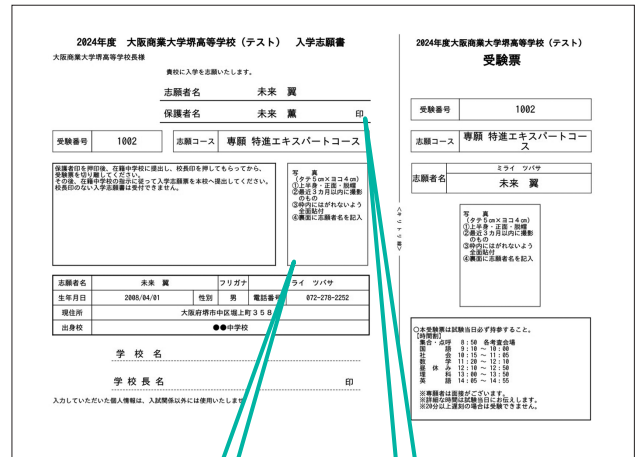 2024年度 大阪商業大学堺高等学校（テスト） 入学志願書
大阪商業大学堺高等学校長様
貴校に入学を志願いたします。
志願者名 未来 翼
保護者名 未来 薫 印
受験番号 1002 志願コース 専願 特進エキスパートコース
保護者印を押印後、在籍中学校に提出し、校長印を押してもらってから、
受験票を切り離してください。
その後、在籍中学校の指示に従って入学志願票を本校へ提出してください。
校長印のない入学志願書は受付できません。
写 真
（タテ5㎝×ヨコ4㎝）
①上半身・正面・脱帽
②最近３カ月以内に撮影
のもの
③枠内にはがれないよう
全面貼付
④裏面に志願者名を記入
志願者名 未来 翼 フリガナ ライ ツバサ
生年月日 2008/04/01 性別 男 電話番号 072-278-2252
現住所 大阪府堺市中区堀上町３５８
出身校 ●●中学校
学 校 名
学 校 長 名 印
入力していただいた個人情報は、入試関係以外には使用いたしま
＜キリトリ線＞
2024年度大阪商業大学堺高等学校（テスト）
受験票
受験番号 1002
志願コース 専願 特進エキスパートコー
ス
志願者名 ミライ ツバサ
未来 翼
写 真
（タテ5㎝×ヨコ4㎝）
①上半身・正面・脱帽
②最近３カ月以内に撮影
のもの
③枠内にはがれないよう
全面貼付
④裏面に志願者名を記入
○本受験票は試験当日必ず持参すること。
【時間割】
集合・点呼 8：50 各考査会場
国 語 9：10 ～ 10：00
社 会 10：15 ～ 11：05
数 学 11：20 ～ 12：10
昼 休 み 12：10 ～ 12：50
理 科 13：00 ～ 13：50
英 語 14：05 ～ 14：55
※専願者は面接がございます。
※詳細な時間は試験当日にお伝えします。
※20分以上遅刻の場合は受験できません。